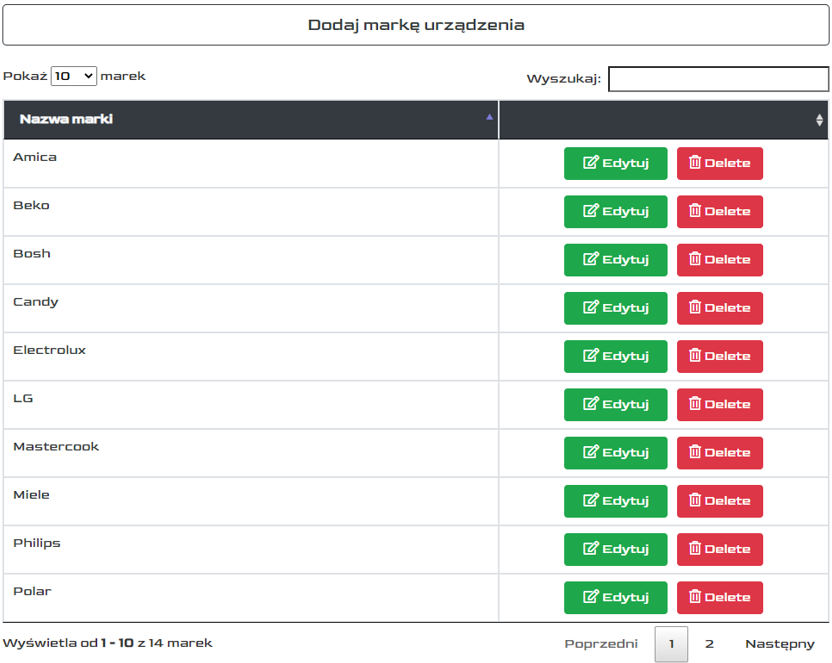 Dodaj markę urządzenia
Pokaż 10 marek Wyszukaj:
Nazwa marki
Amica Edytuj Delete
Beko Edytuj Delete
Bosh Edytuj Delete
Candy Edytuj Delete
Electrolux Edytuj Delete
LG Edytuj Delete
Mastercook Edytuj Delete
Miele Edytuj Delete
Philips Edytuj Delete
Polar Edytuj Delete
Wyświetla od 1 - 10 z 14 marek Poprzedni 1 2 Następny